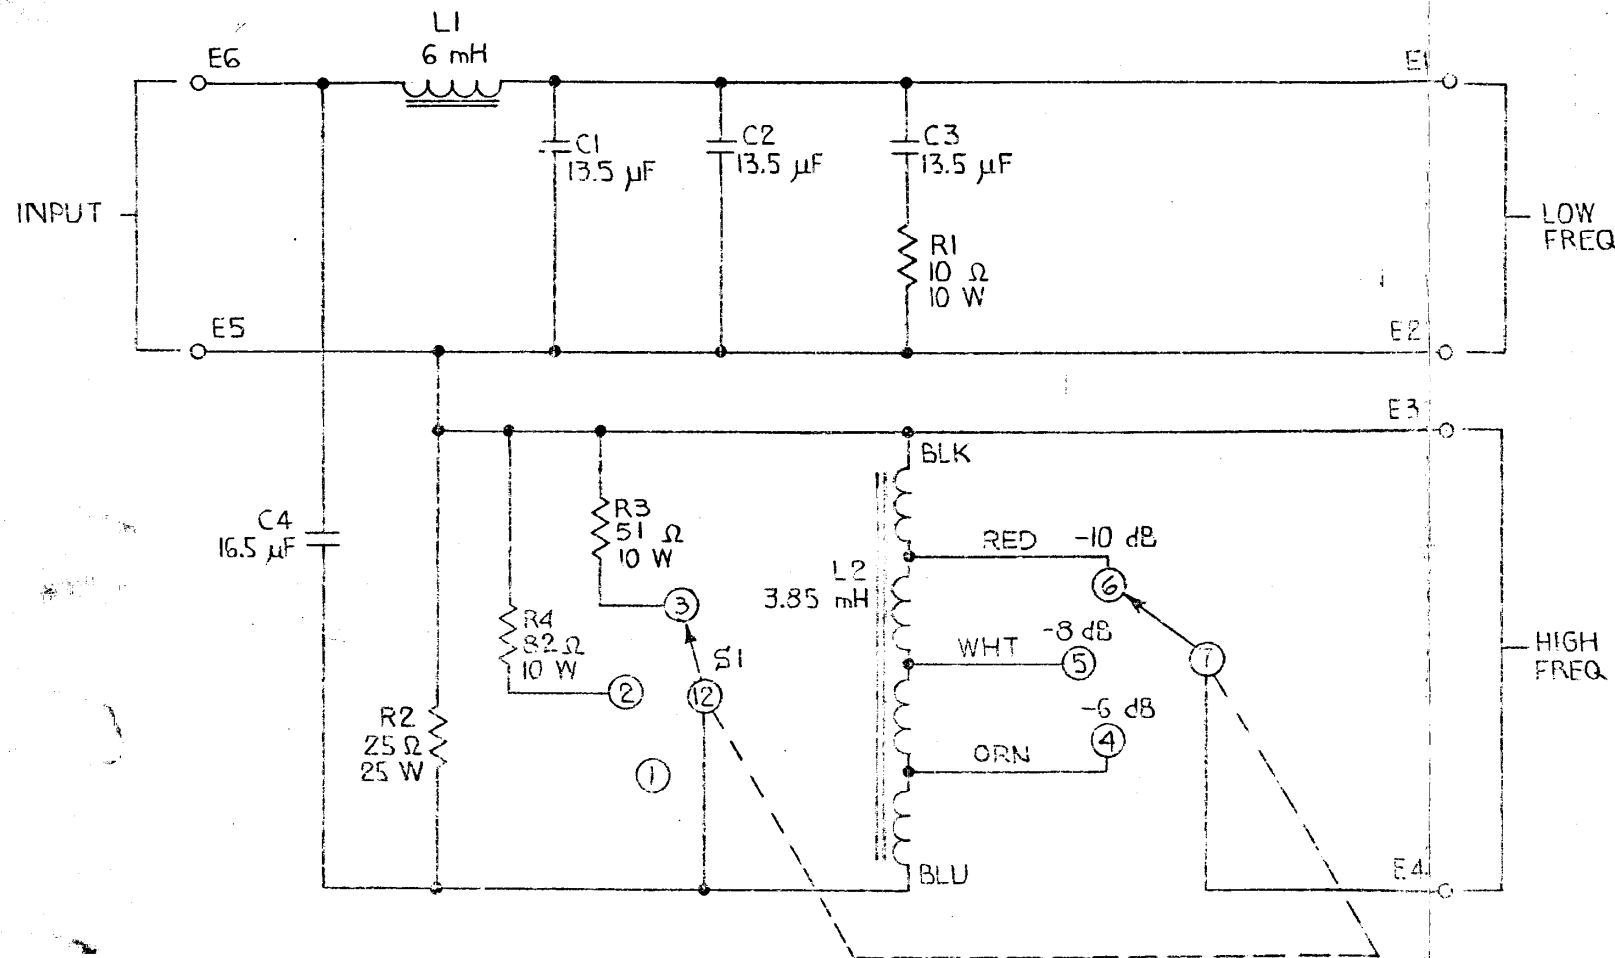 L1
6 mH
E6
E1
C1
13.5 µF
C2
13.5 µF
C3
13.5 µF
INPUT
LOW
FREQ
R1
10 Ω
10 W
E5
E2
E3
BLK
C4
16.5 µF
R3
51 Ω
10 W
RED
-10 dB
L2
3.85 mH
6
3
R4
82 Ω
10 W
WHT
-8 dB
5
7
HIGH
FREQ
S1
2
12
R2
25 Ω
25 W
-6 dB
4
ORN
1
BLU
E4